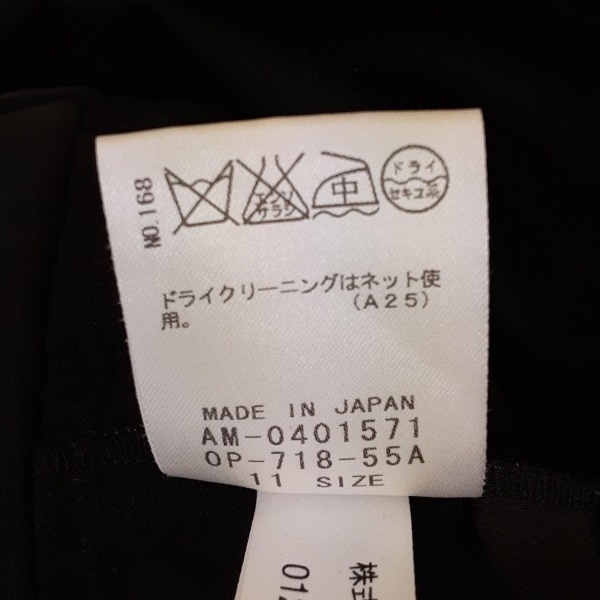 NO.168
エンソ
サラシ
中
ドライ
セキユ系
ドライクリーニングはネット使
用。 (A25)
MADE IN JAPAN
AM-0401571
OP-718-55A
11 SIZE
株式
012